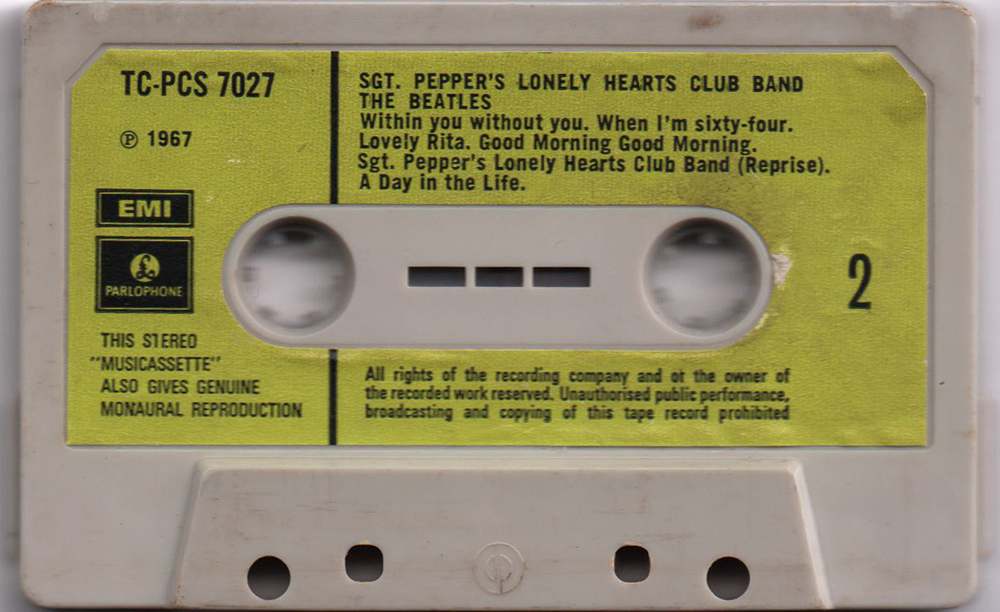 TC-PCS 7027
℗ 1967
EMI
PARLOPHONE
THIS STEREO
"MUSICASSETTE"
ALSO GIVES GENUINE
MONAURAL REPRODUCTION
SGT. PEPPER'S LONELY HEARTS CLUB BAND
THE BEATLES
Within you without you. When I'm sixty-four.
Lovely Rita. Good Morning Good Morning.
Sgt. Pepper's Lonely Hearts Club Band (Reprise).
A Day in the Life.
2
All rights of the recording company and of the owner of
the recorded work reserved. Unauthorised public performance,
broadcasting and copying of this tape record prohibited